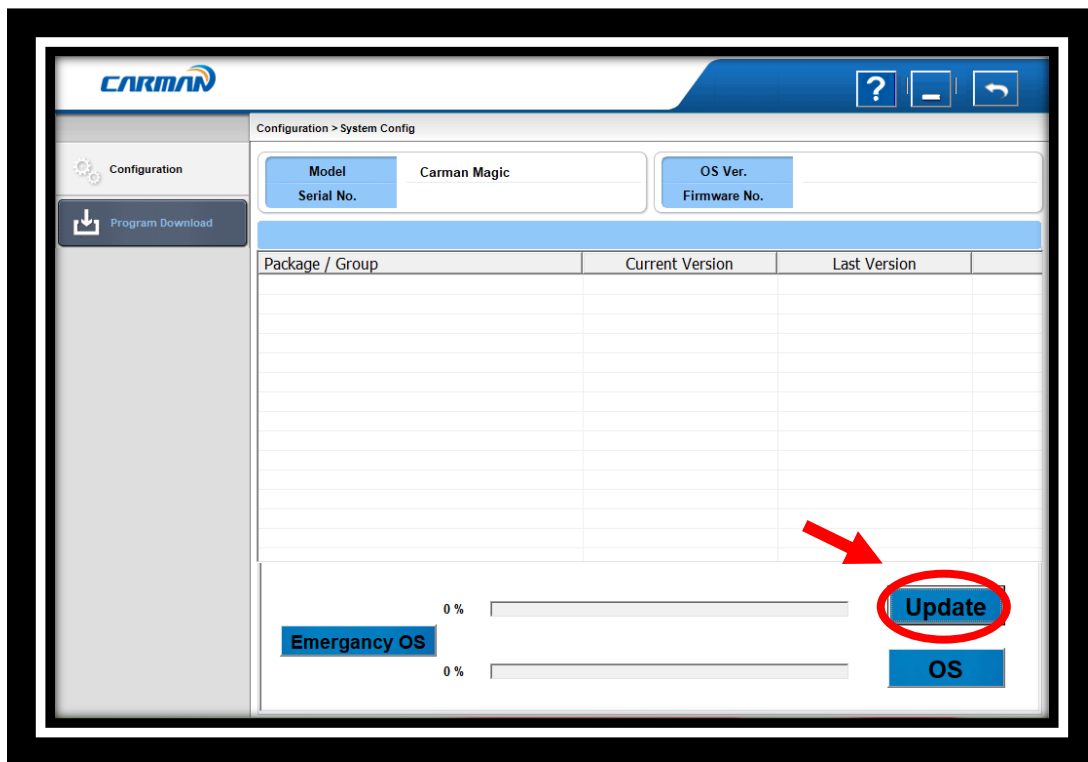 CARMAN
?
Configuration > System Config
Configuration
Program Download
Model Carman Magic
Serial No.
OS Ver.
Firmware No.
Package / Group Current Version Last Version
0 %
Update
Emergancy OS
0 %
OS